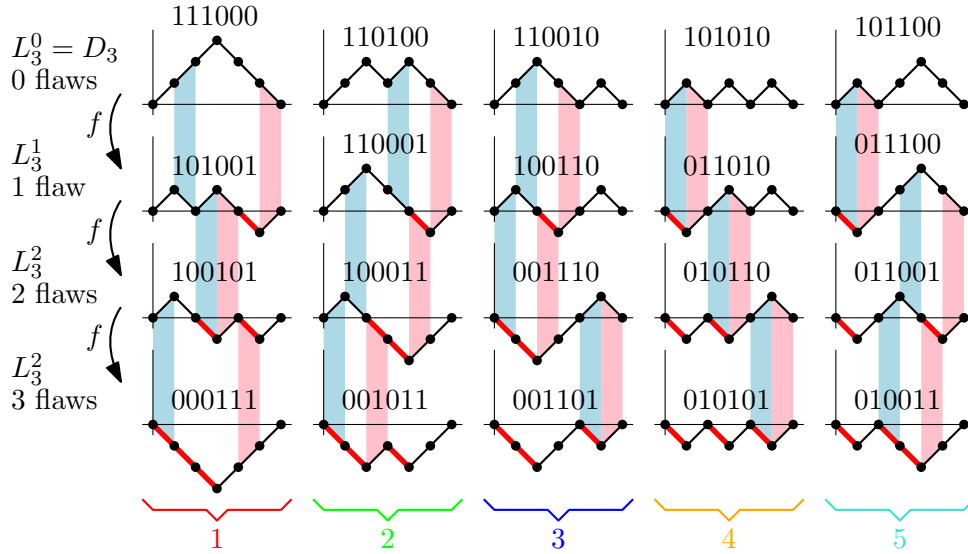 111000 110100 110010 101010 101100
L_3^0 = D_3
0 flaws
f
101001 110001 100110 011010 011100
L_3^1
1 flaw
f
100101 100011 001110 010110 011001
L_3^2
2 flaws
f
000111 001011 001101 010101 010011
L_3^2
3 flaws
1 2 3 4 5